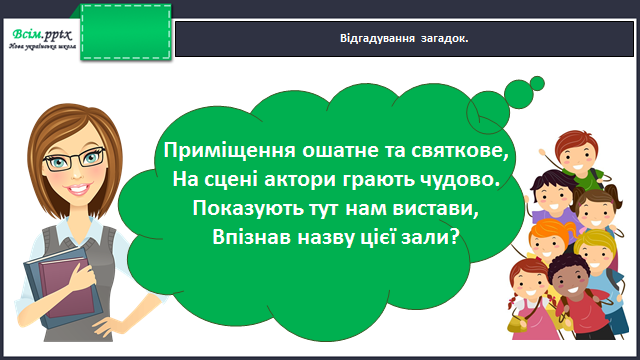 Всім.pptx
Нова українська школа
Відгадування загадок.
Приміщення ошатне та святкове,
На сцені актори грають чудово.
Показують тут нам вистави,
Впізнав назву цієї зали?